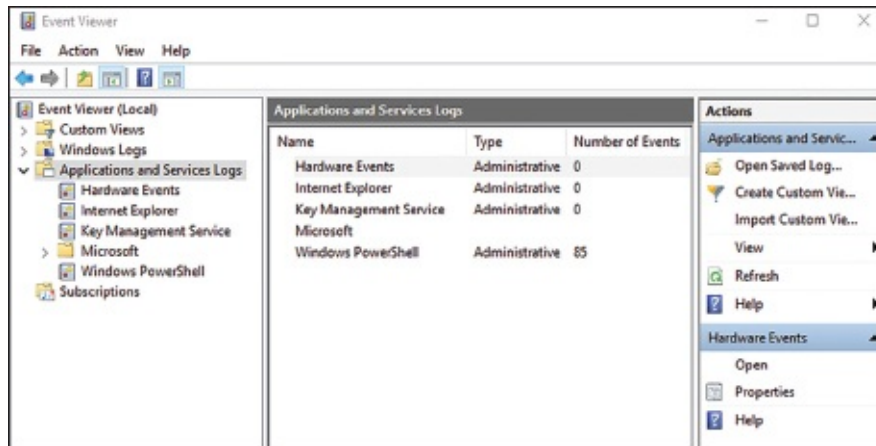 Event Viewer
File Action View Help
Event Viewer (Local)
Custom Views
Windows Logs
Applications and Services Logs
Hardware Events
Internet Explorer
Key Management Service
Microsoft
Windows PowerShell
Subscriptions
Applications and Services Logs
Name Type Number of Events
Hardware Events Administrative 0
Internet Explorer Administrative 0
Key Management Service Administrative 0
Microsoft
Windows PowerShell Administrative 85
Actions
Applications and Servic...
Open Saved Log...
Create Custom Vie...
Import Custom Vie...
View
Refresh
Help
Hardware Events
Open
Properties
Help